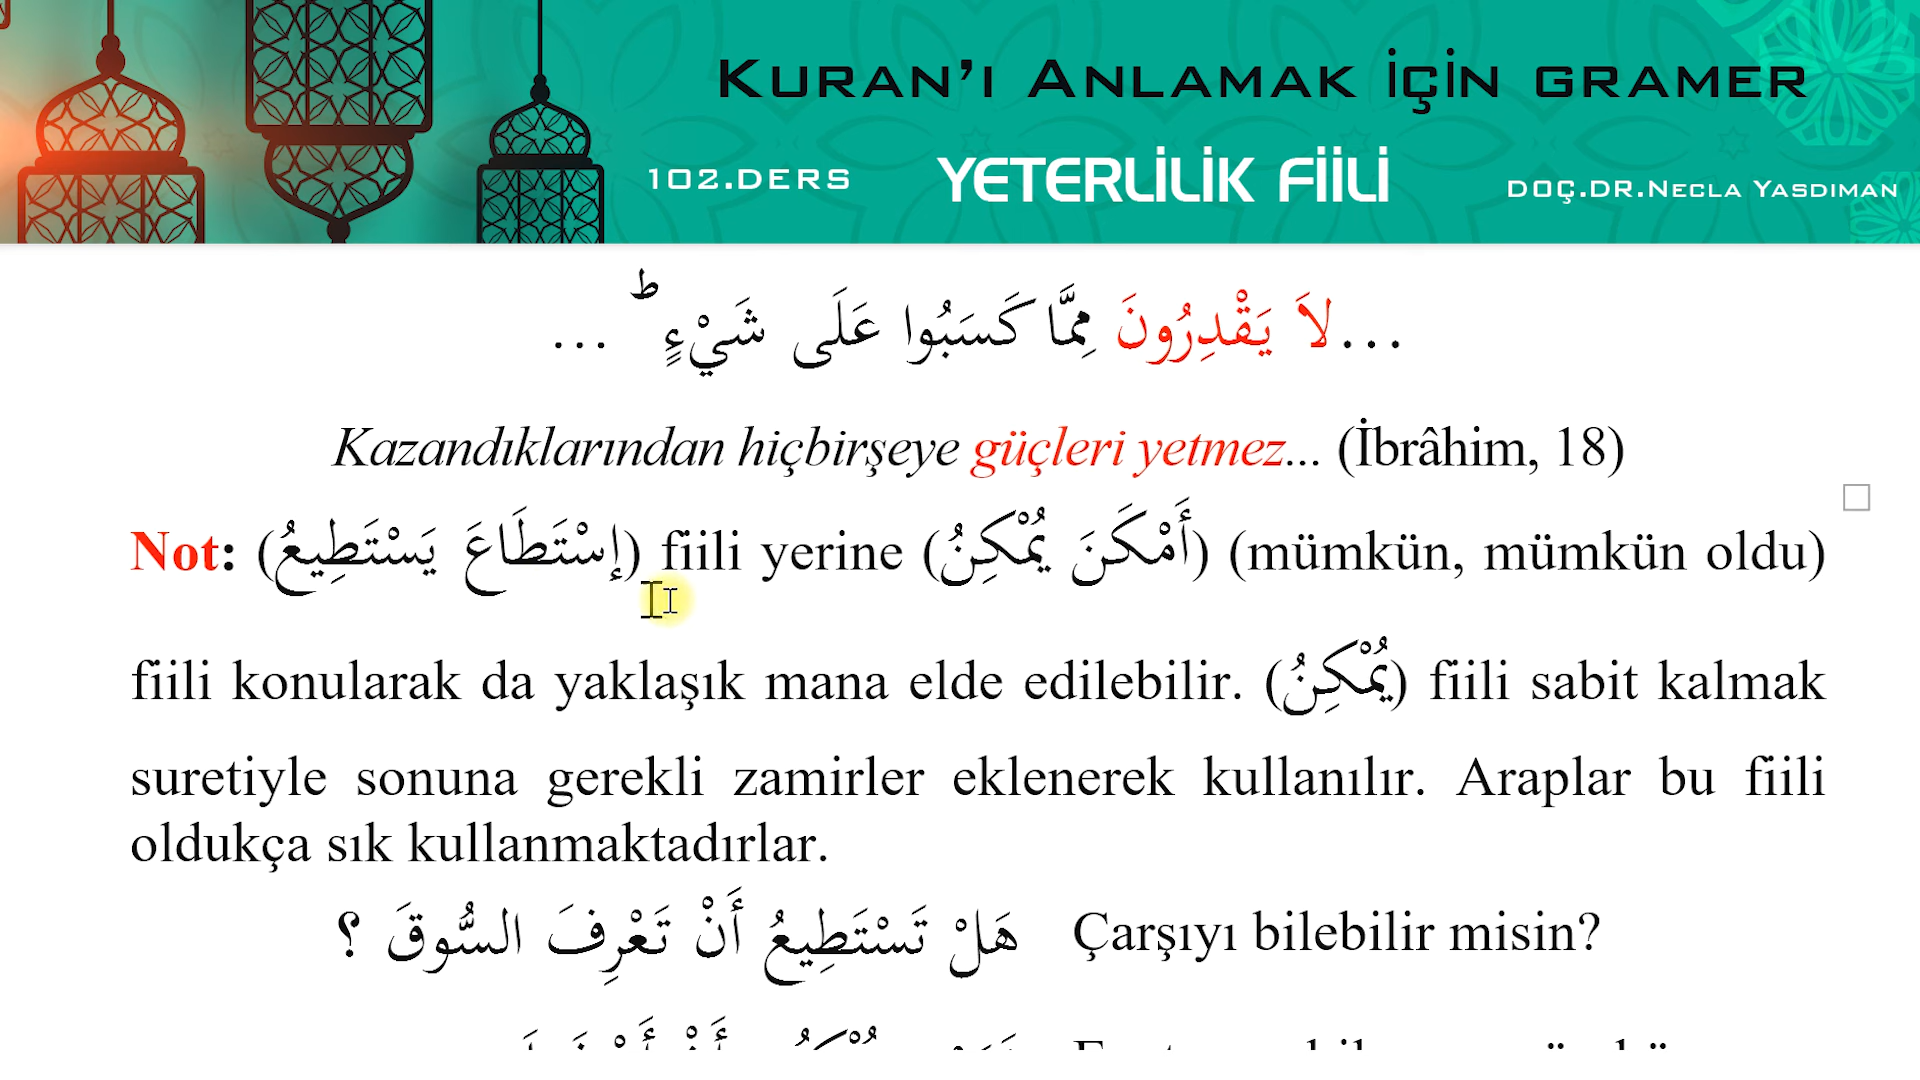 KURAN'I ANLAMAK İÇİN GRAMER
102.DERS YETERLİLİK FİİLİ DOÇ.DR.NECLA YASDIMAN
...لاَ يَقْدِرُونَ مِمَّا كَسَبُوا عَلَى شَيْءٍ ۜ ط ...
Kazandıklarından hiçbirşeye güçleri yetmez... (İbrâhim, 18)
Not: (إسْتَطَاعَ يَسْتَطِيعُ) fiili yerine (أَمْكَنَ يُمْكِنُ) (mümkün, mümkün oldu)
fiili konularak da yaklaşık mana elde edilebilir. (يُمْكِنُ) fiili sabit kalmak
suretiyle sonuna gerekli zamirler eklenerek kullanılır. Araplar bu fiili
oldukça sık kullanmaktadırlar.
هَلْ تَسْتَطِيعُ أَنْ تَعْرِفَ السُّوقَ ؟ Çarşıyı bilebilir misin?